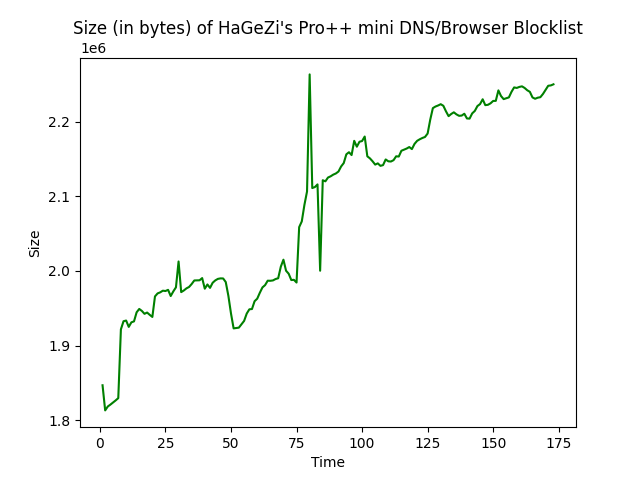 Size (in bytes) of HaGeZi's Pro++ mini DNS/Browser Blocklist
1e6
2.2
2.1
2.0
1.9
1.8
Size
0 25 50 75 100 125 150 175
Time